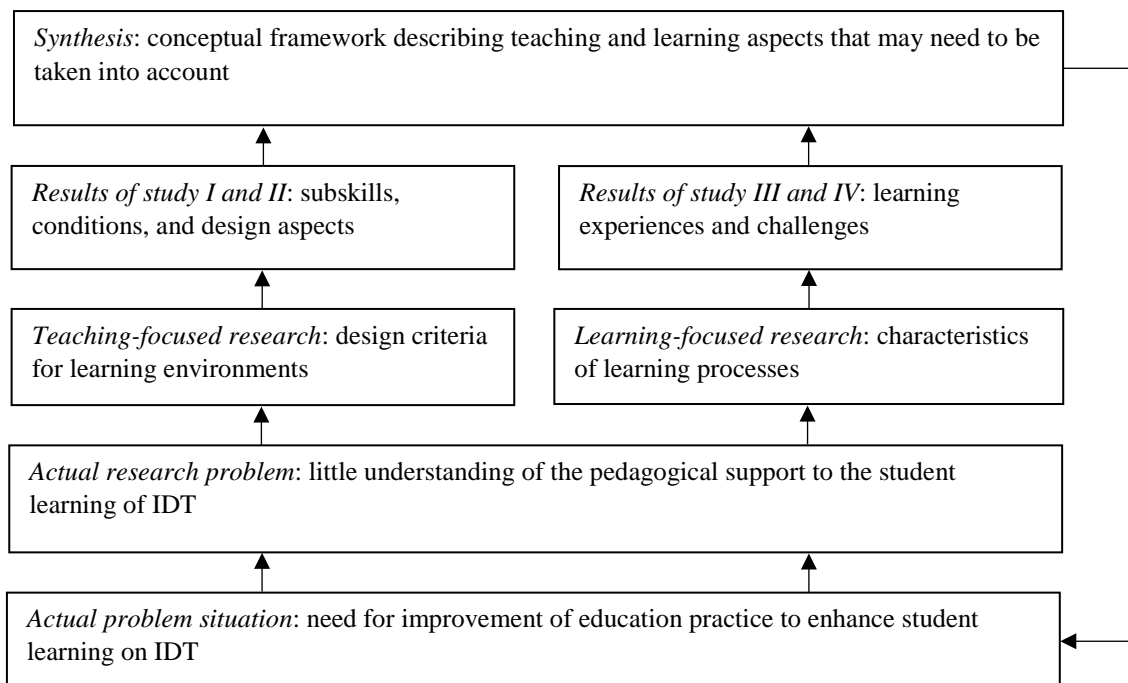 Synthesis: conceptual framework describing teaching and learning aspects that may need to be
taken into account
Results of study I and II: subskills,
conditions, and design aspects
Results of study III and IV: learning
experiences and challenges
Teaching-focused research: design criteria
for learning environments
Learning-focused research: characteristics
of learning processes
Actual research problem: little understanding of the pedagogical support to the student
learning of IDT
Actual problem situation: need for improvement of education practice to enhance student
learning on IDT